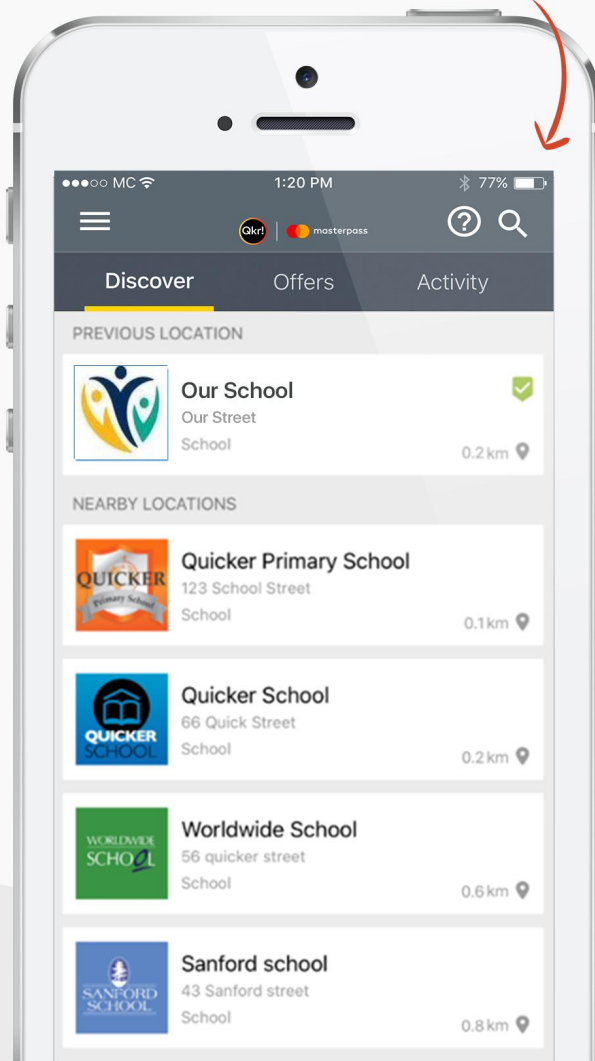 MC
1:20 PM
77%
Qkr!
masterpass
Discover
Offers
Activity
PREVIOUS LOCATION
Our School
Our Street
School
0.2 km
NEARBY LOCATIONS
QUICKER
Primary School
Quicker Primary School
123 School Street
School
0.1 km
QUICKER
SCHOOL
Quicker School
66 Quick Street
School
0.2 km
WORLDWIDE
SCHOOL
Worldwide School
56 quicker street
School
0.6 km
SANFORD
SCHOOL
Sanford school
43 Sanford street
School
0.8 km